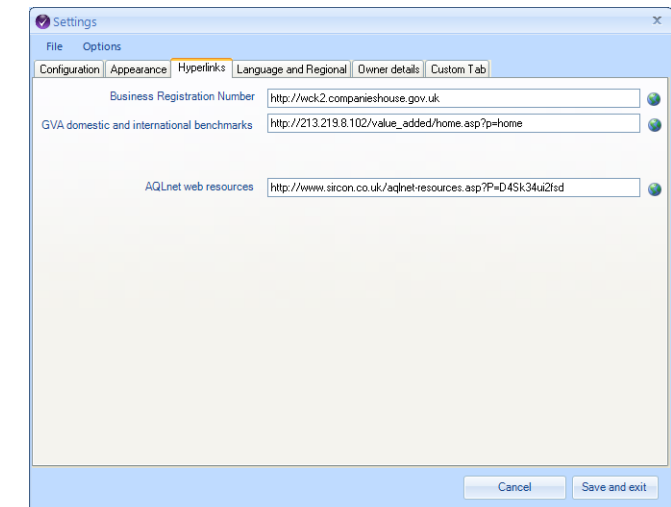 Settings
File Options
Configuration Appearance Hyperlinks Language and Regional Owner details Custom Tab
Business Registration Number http://wck2.companieshouse.gov.uk
GVA domestic and international benchmarks http://213.219.8.102/value_added/home.asp?p=home
AQLnet web resources http://www.sircon.co.uk/aqlnet-resources.asp?P=D4Sk34ui2fsd
Cancel Save and exit